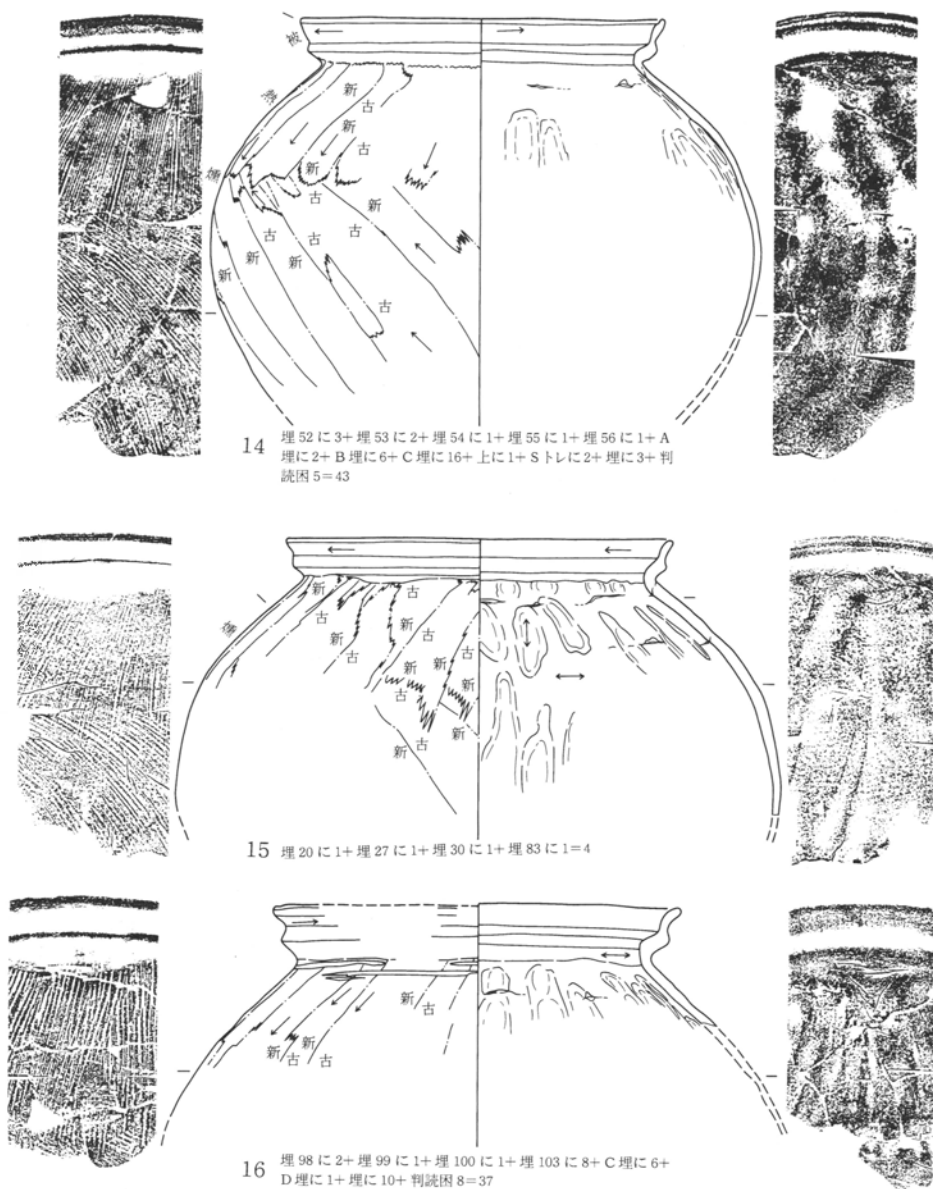 新
古
新
古
新
古
新
古
古
古
新
新
新
古
14 埋52に3+埋53に2+埋54に1+埋55に1+埋56に1+A
埋に2+B埋に6+C埋に16+上に1+Sトレに2+埋に3+判
読困5=43
新
古
新
古
古
古
新
新
新
古
新
古
新
15 埋20に1+埋27に1+埋30に1+埋83に1=4
新
古
新
新
古
古
16 埋98に2+埋99に1+埋100に1+埋103に8+C埋に6+
D埋に1+埋に10+判読困8=37